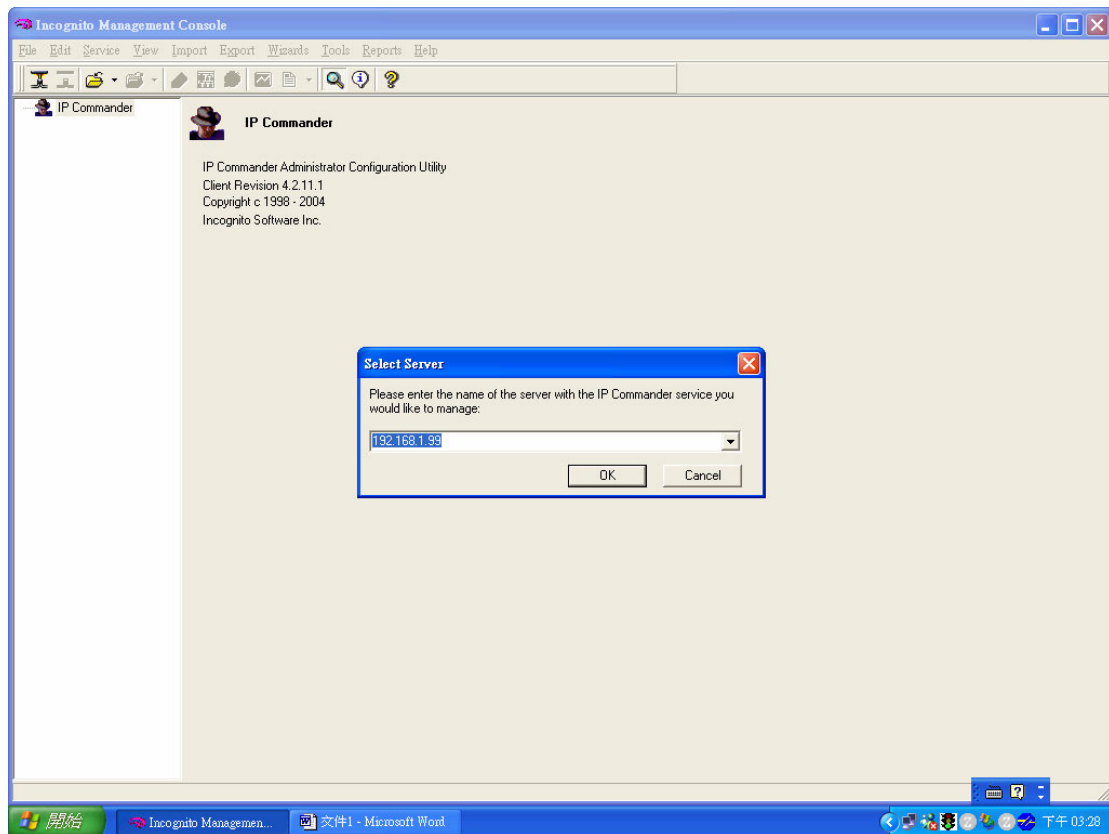 Incognito Management Console
File Edit Service View Import Export Wizards Tools Reports Help
IP Commander
IP Commander
IP Commander Administrator Configuration Utility
Client Revision 4.2.11.1
Copyright c 1998 - 2004
Incognito Software Inc.
Select Server
Please enter the name of the server with the IP Commander service you
would like to manage:
192.168.1.99
OK Cancel
開始 Incognito Managemen... 文件1 - Microsoft Word 下午 03:28